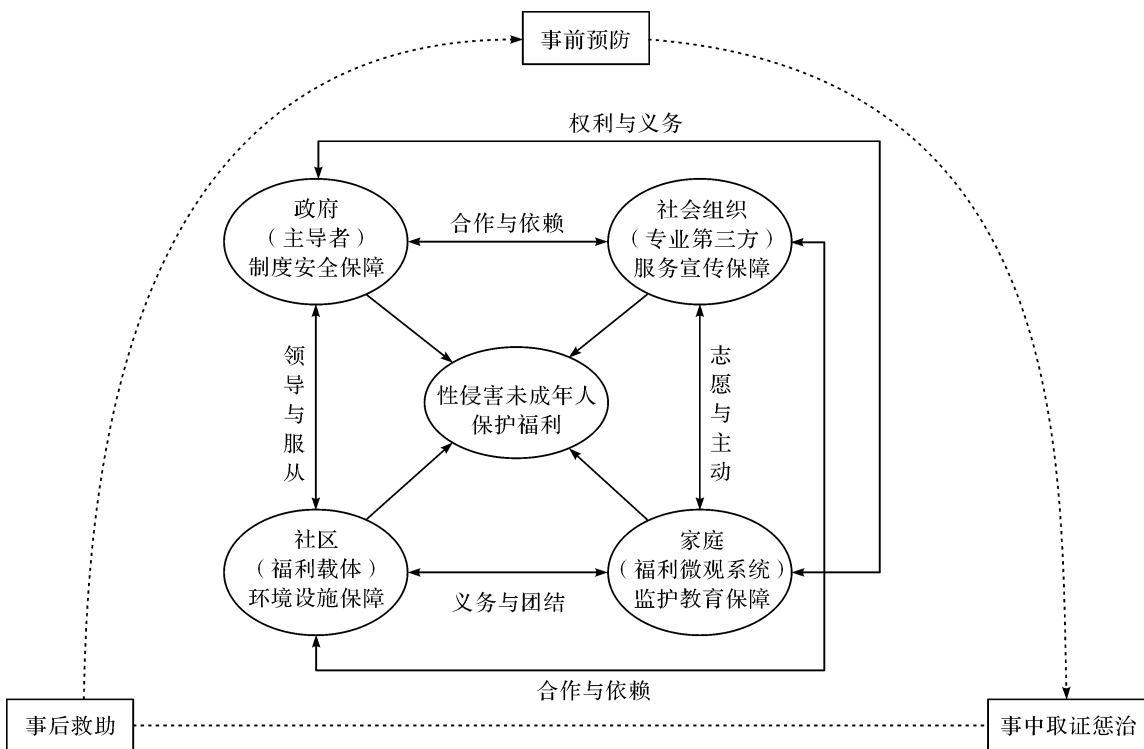 事前预防
权利与义务
政府
（主导者）
制度安全保障
合作与依赖
社会组织
（专业第三方）
服务宣传保障
领导与服从
志愿与主动
性侵害未成年人
保护福利
社区
（福利载体）
环境设施保障
义务与团结
家庭
（福利微观系统）
监护教育保障
合作与依赖
事后救助
事中取证惩治